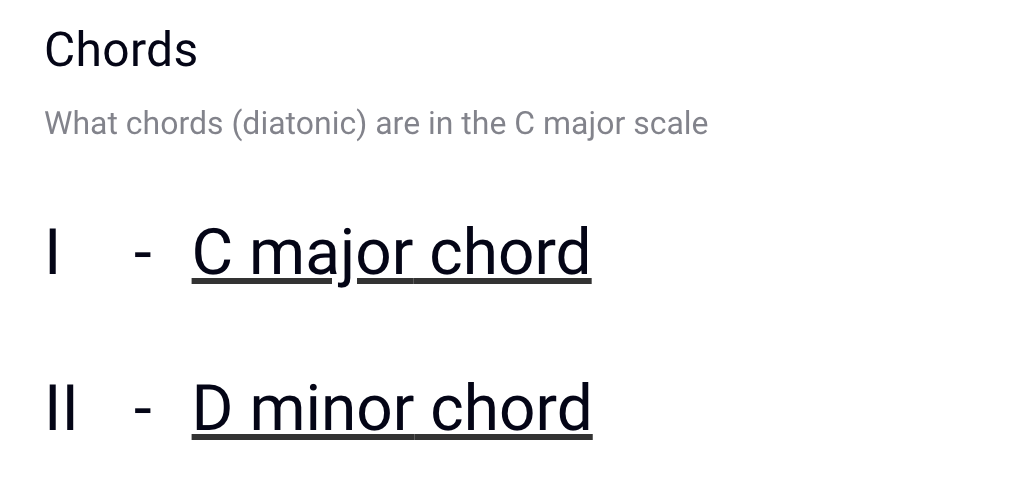 Chords
What chords (diatonic) are in the C major scale
I - C major chord
II - D minor chord